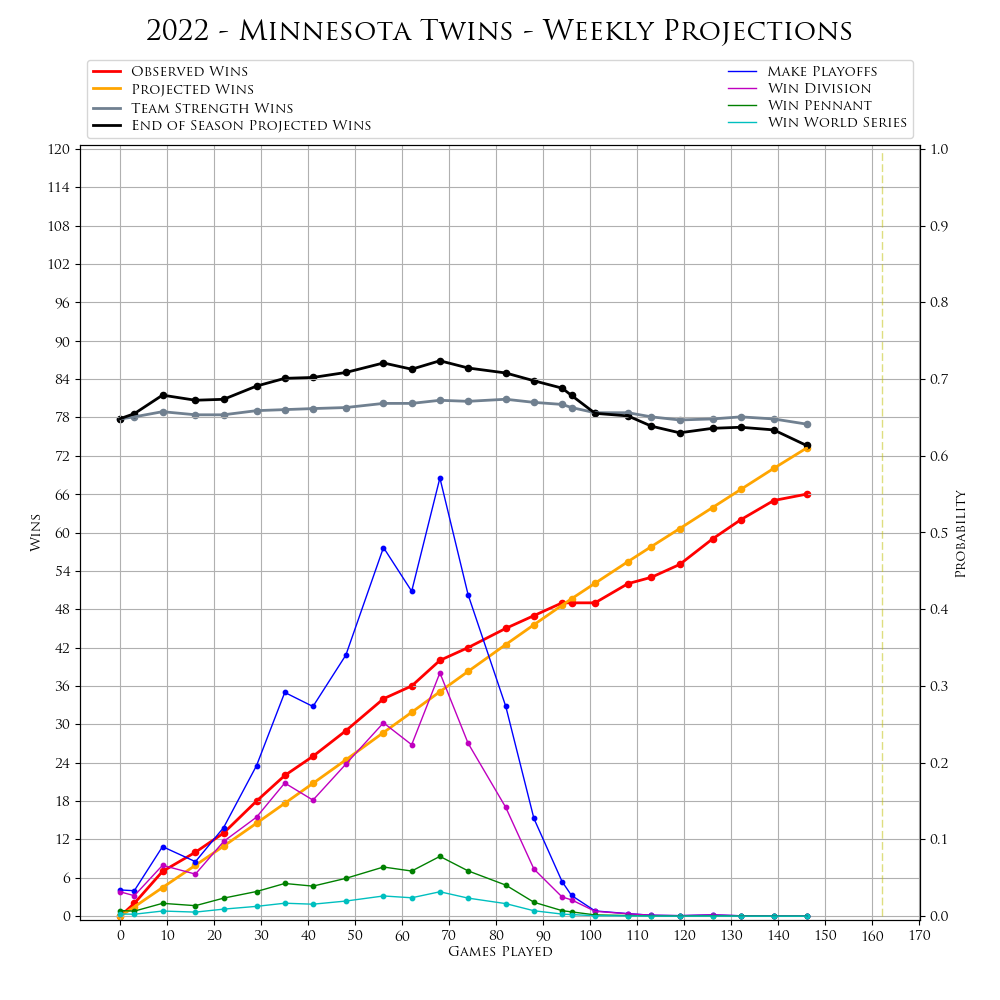 2022 - Minnesota Twins - Weekly Projections
Observed Wins
Projected Wins
Team Strength Wins
End of Season Projected Wins
Make Playoffs
Win Division
Win Pennant
Win World Series
120
114
108
102
96
90
84
78
72
66
60
54
48
42
36
30
24
18
12
6
0
Wins
1.0
0.9
0.8
0.7
0.6
0.5
0.4
0.3
0.2
0.1
0.0
Probability
0 10 20 30 40 50 60 70 80 90 100 110 120 130 140 150 160 170
Games Played